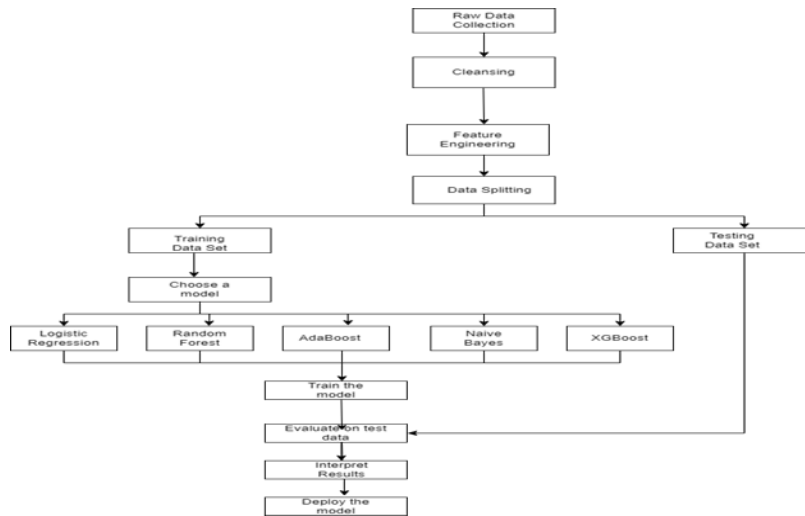 Raw Data
Collection
Cleansing
Feature
Engineering
Data Splitting
Training
Data Set
Testing
Data Set
Choose a
model
Logistic
Regression
Random
Forest
AdaBoost
Naive
Bayes
XGBoost
Train the
model
Evaluate on test
data
Interpret
Results
Deploy the
model